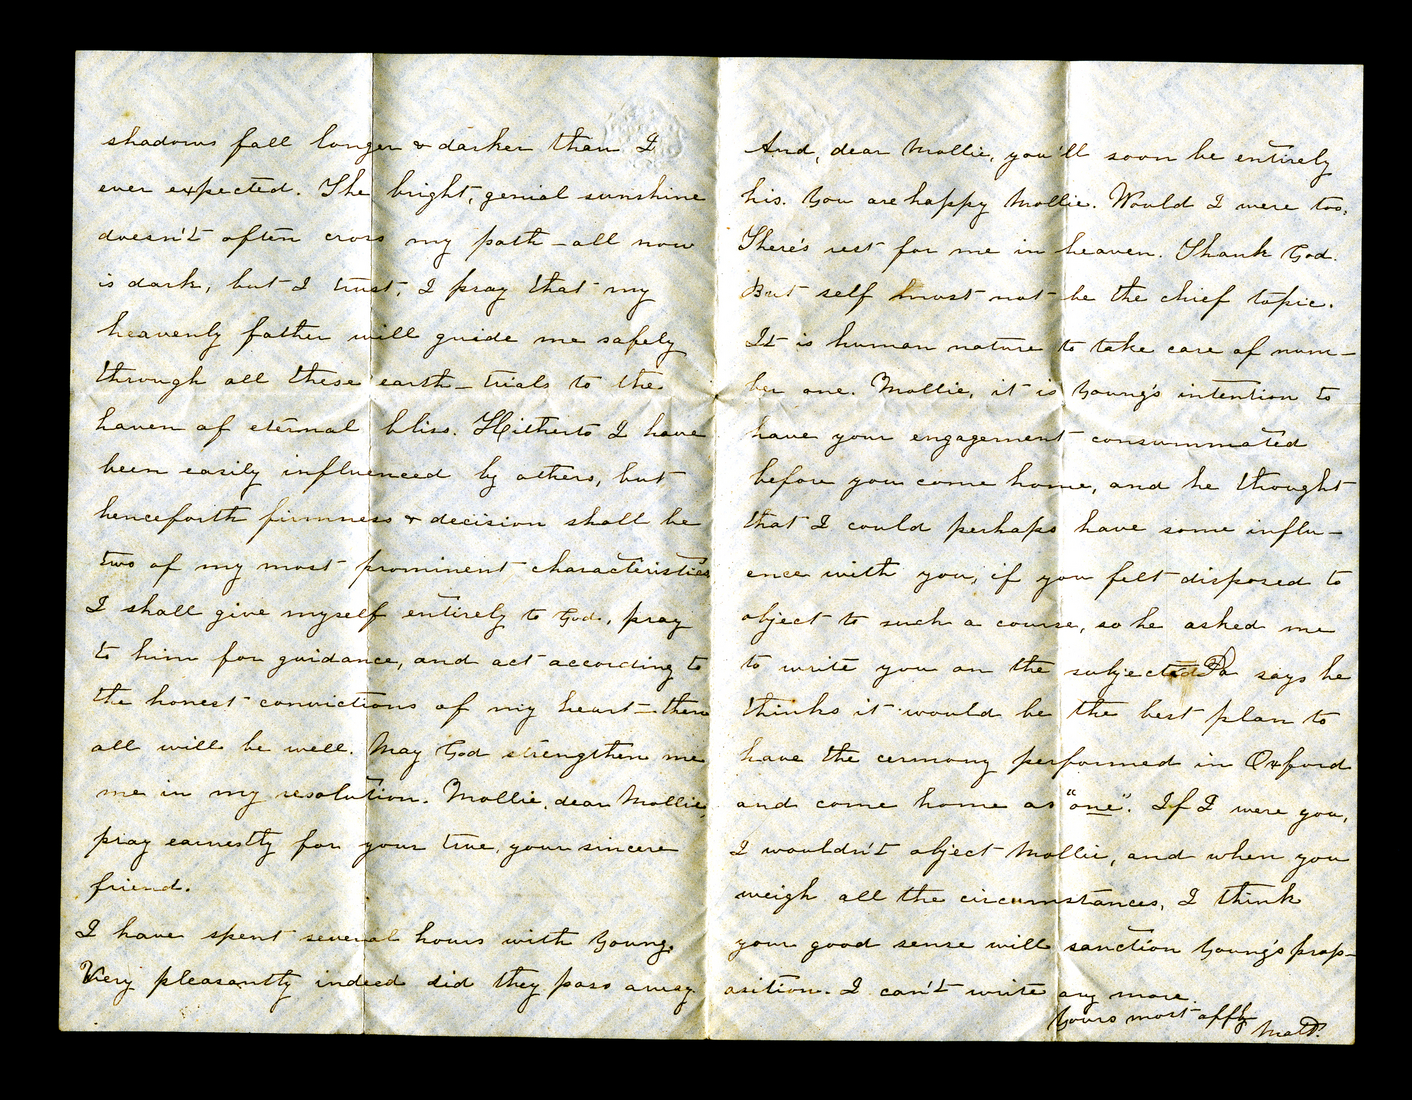 shadows fall longer & darker than I
ever expected. The bright, genial sunshine
doesn't often cross my path - all now
is dark, but I trust, I pray that my
heavenly father will guide me safely
through all these earth-trials to the
haven of eternal bliss. Hitherto I have
been easily influenced by others, but
henceforth firmness & decision shall be
two of my most prominent characteristics
I shall give myself entirely to God, pray
to him for guidance, and act according to
the honest convictions of my heart - then
all will be well. May God strengthen me
me in my resolution. Mollie, dear Mollie,
pray earnestly for your true, your sincere
friend.
I have spent several hours with Young.
Very pleasantly indeed did they pass away.
And, dear Mollie, you'll soon be entirely
his. You are happy Mollie. Would I were too,
There's rest for me in heaven. Thank God.
But self must not be the chief topic.
It is human nature to take care of num-
ber one. Mollie, it is Young's intention to
have your engagement consummated
before you come home, and he thought
that I could perhaps have some influ-
ence with you, if you felt disposed to
object to such a course, so he asked me
to write you on the subject Pa says he
thinks it would be the best plan to
have the cermony performed in Oxford
and come home as "one". If I were you,
I wouldn't object Mollie, and when you
weigh all the circumstances, I think
your good sense will sanction Young's prop-
osition. I can't write any more.
Yours most affly
Matt.